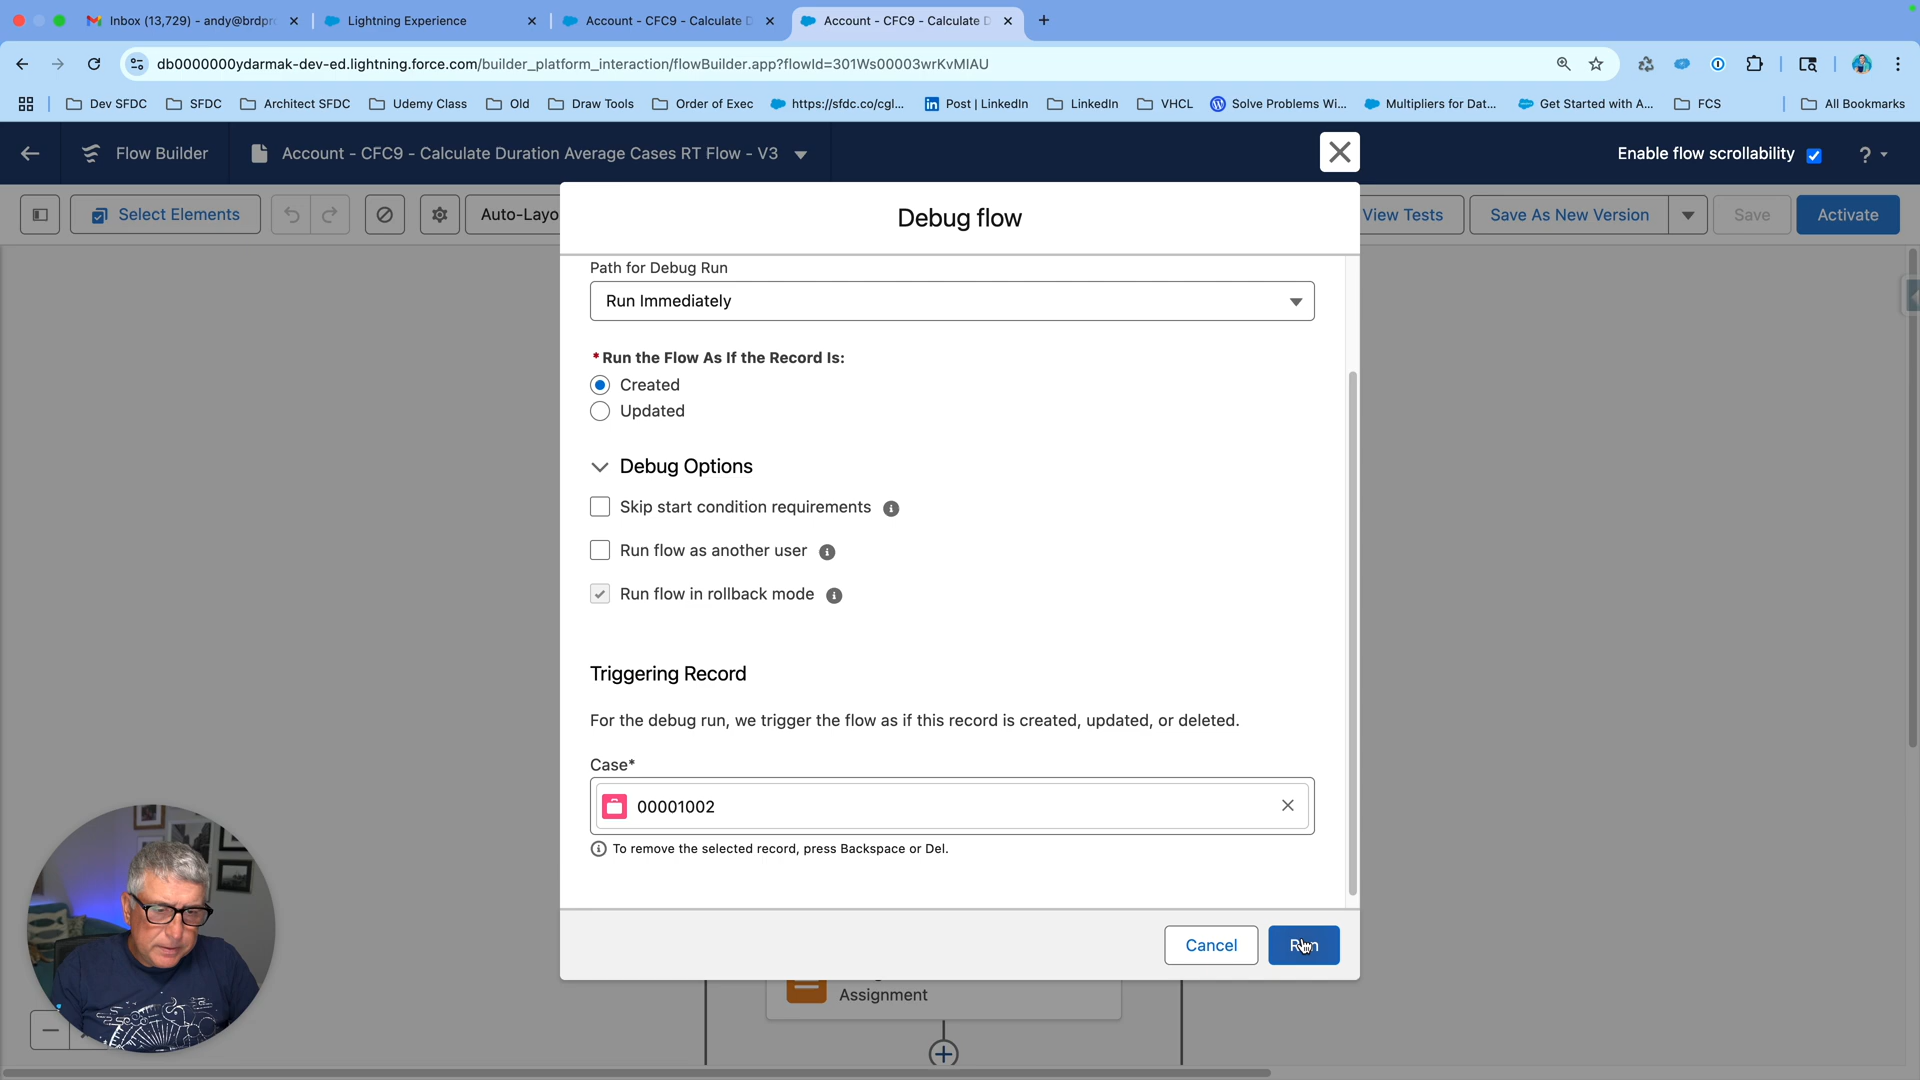 Inbox (13,729) - andy@brdpr
Lightning Experience
Account - CFC9 - Calculate D
Account - CFC9 - Calculate D
db0000000ydarmak-dev-ed.lightning.force.com/builder_platform_interaction/flowBuilder.app?flowId=301Ws00003wrKvMIAU
Dev SFDC
SFDC
Architect SFDC
Udemy Class
Old
Draw Tools
Order of Exec
https://sfdc.co/cgl...
Post | LinkedIn
LinkedIn
VHCL
Solve Problems Wi...
Multipliers for Dat...
Get Started with A...
FCS
All Bookmarks
Flow Builder
Account - CFC9 - Calculate Duration Average Cases RT Flow - V3
Enable flow scrollability
?
Select Elements
Auto-Layo
View Tests
Save As New Version
Save
Activate
Debug flow
Path for Debug Run
Run Immediately
*Run the Flow As If the Record Is:
Created
Updated
Debug Options
Skip start condition requirements
Run flow as another user
Run flow in rollback mode
Triggering Record
For the debug run, we trigger the flow as if this record is created, updated, or deleted.
Case*
00001002
To remove the selected record, press Backspace or Del.
Cancel
Run
Assignment